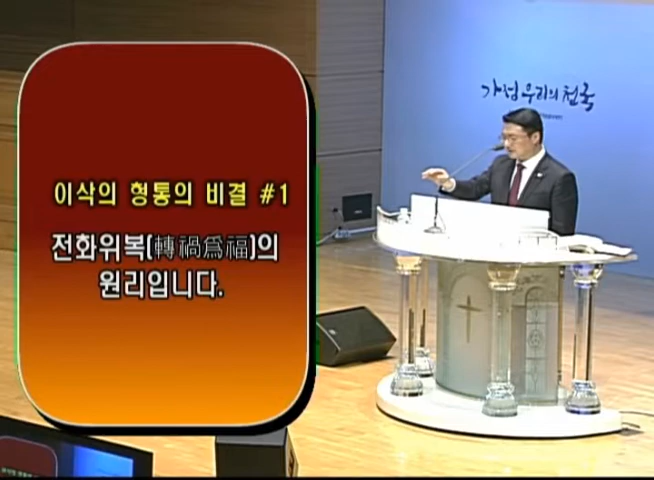 이삭의 형통의 비결 #1
전화위복(轉禍爲福)의
원리입니다.
가정 우리의 천국